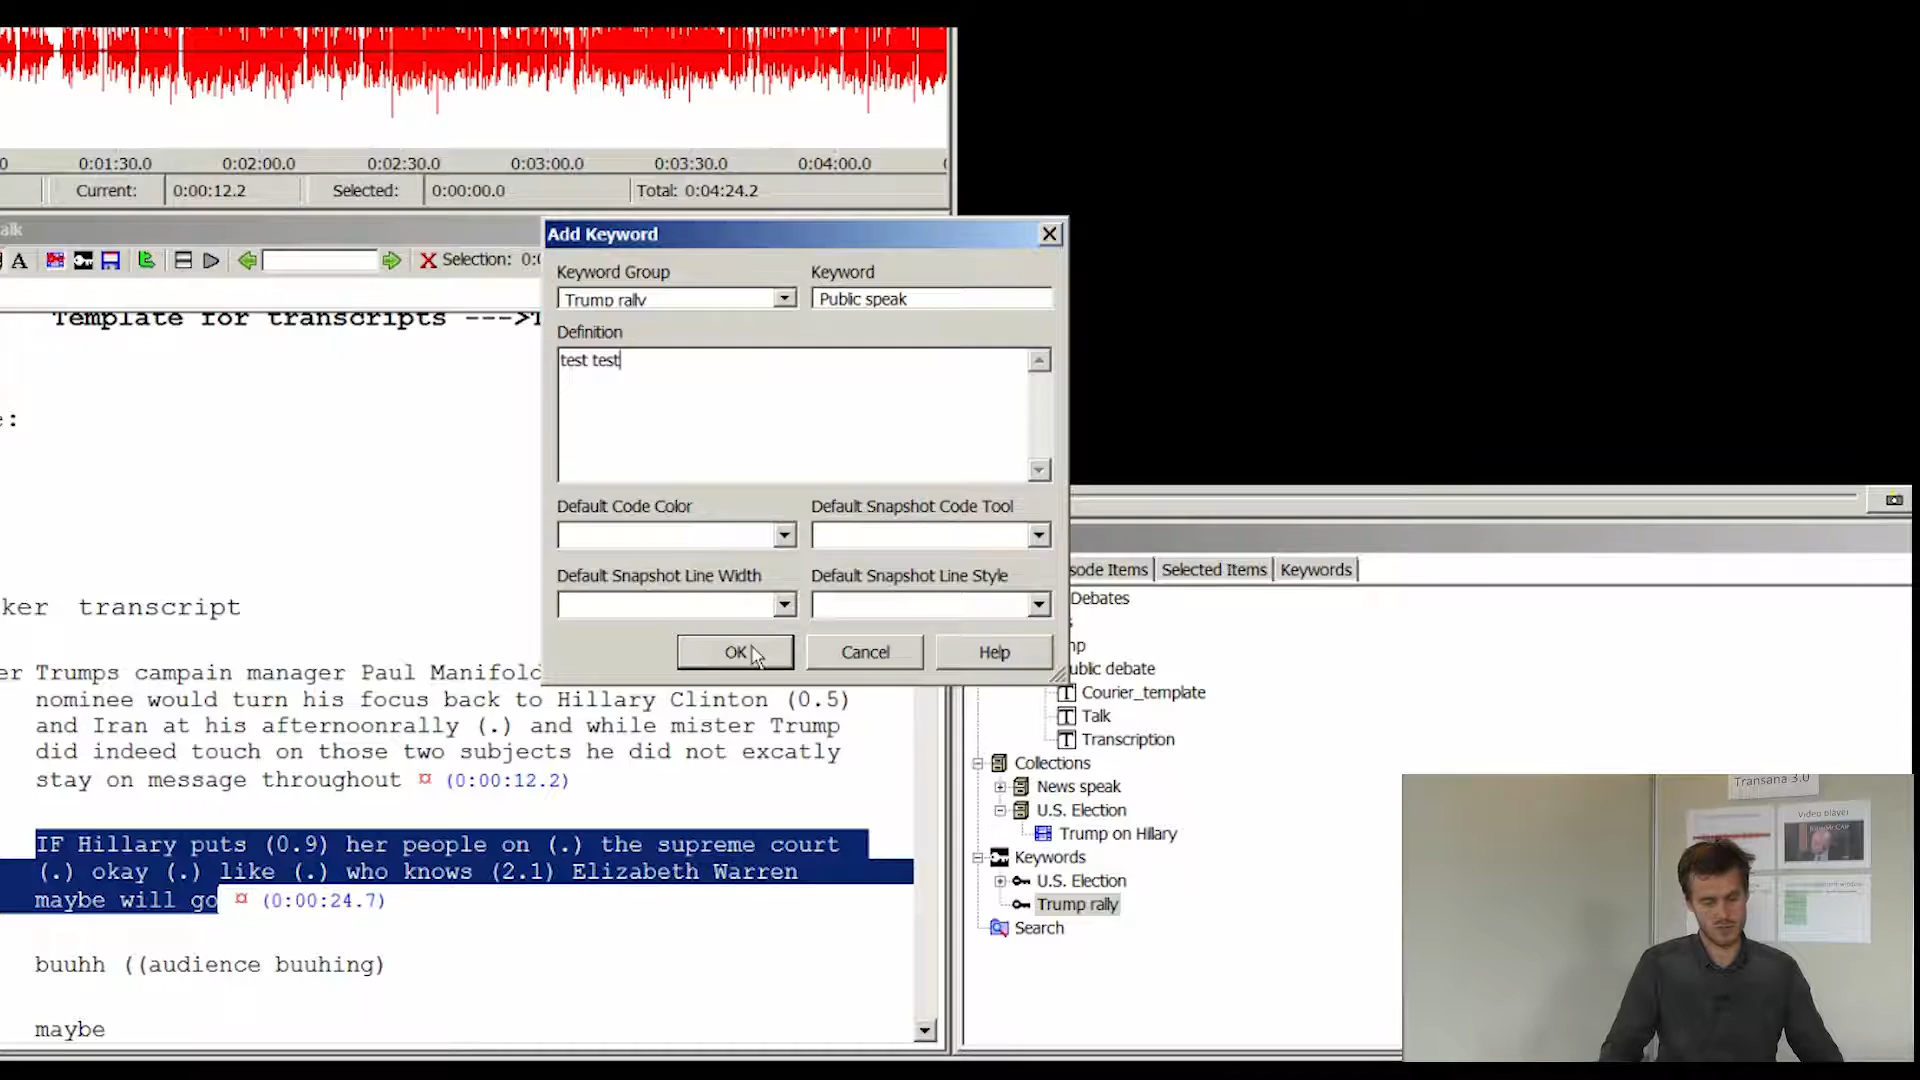 0:01:30.0 0:02:00.0 0:02:30.0 0:03:00.0 0:03:30.0 0:04:00.0
Current: 0:00:12.2 Selected: 0:00:00.0 Total: 0:04:24.2
alk
A Selection: 0:0
Template for transcripts --->T
e:
ker transcript
er Trumps campain manager Paul Manifold
nominee would turn his focus back to Hillary Clinton (0.5)
and Iran at his afternoonrally (.) and while mister Trump
did indeed touch on those two subjects he did not excatly
stay on message throughout ¤ (0:00:12.2)
IF Hillary puts (0.9) her people on (.) the supreme court
(.) okay (.) like (.) who knows (2.1) Elizabeth Warren
maybe will go ¤ (0:00:24.7)
buuhh ((audience buuhing)
maybe
Add Keyword
Keyword Group Keyword
Trump rally Public speak
Definition
test test
Default Code Color Default Snapshot Code Tool
Default Snapshot Line Width Default Snapshot Line Style
OK Cancel Help
sode Items Selected Items Keywords
Debates
s
mp
ublic debate
Courier_template
Talk
Transcription
Collections
News speak
U.S. Election
Trump on Hillary
Keywords
U.S. Election
Trump rally
Search
Transana 3.0
Video player